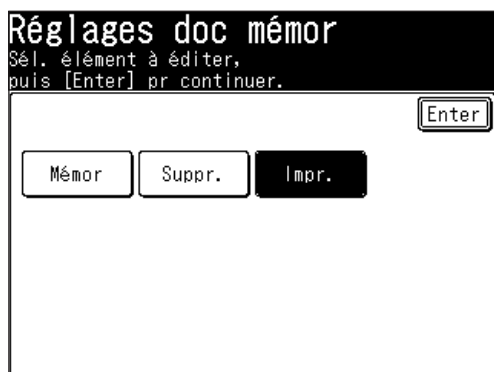 Réglages doc mémor
Sél. élément à éditer,
puis [Enter] pr continuer.
Enter
Mémor Suppr. Impr.